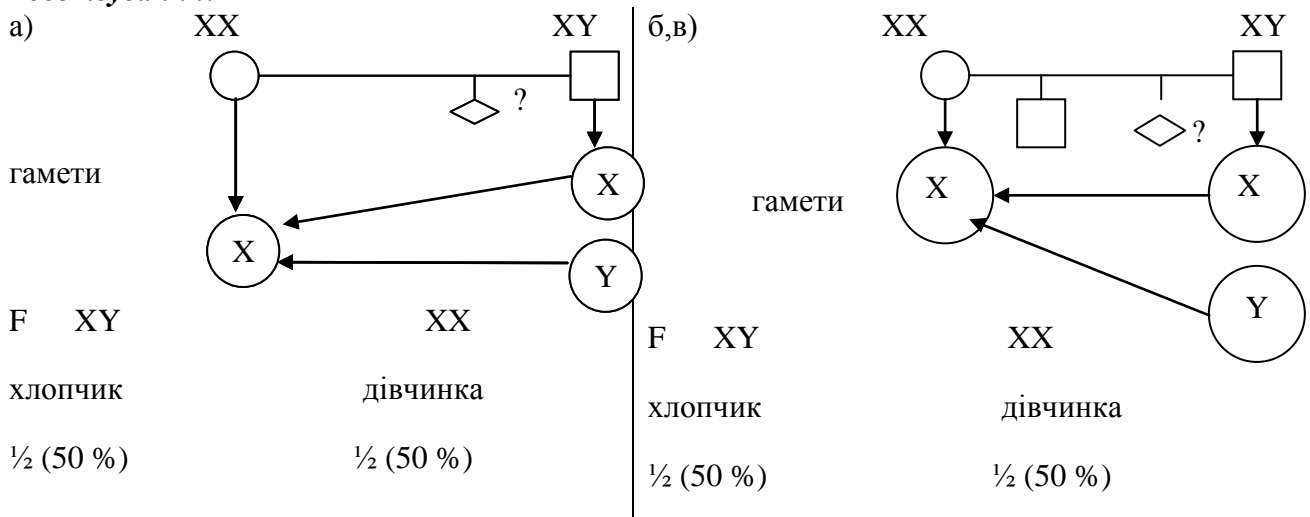 а) XX XY
?
X
гамети
X
Y
F XY XX
хлопчик дівчинка
½ (50 %) ½ (50 %)
б,в) XX XY
?
X X
гамети
Y
F XY XX
хлопчик дівчинка
½ (50 %) ½ (50 %)